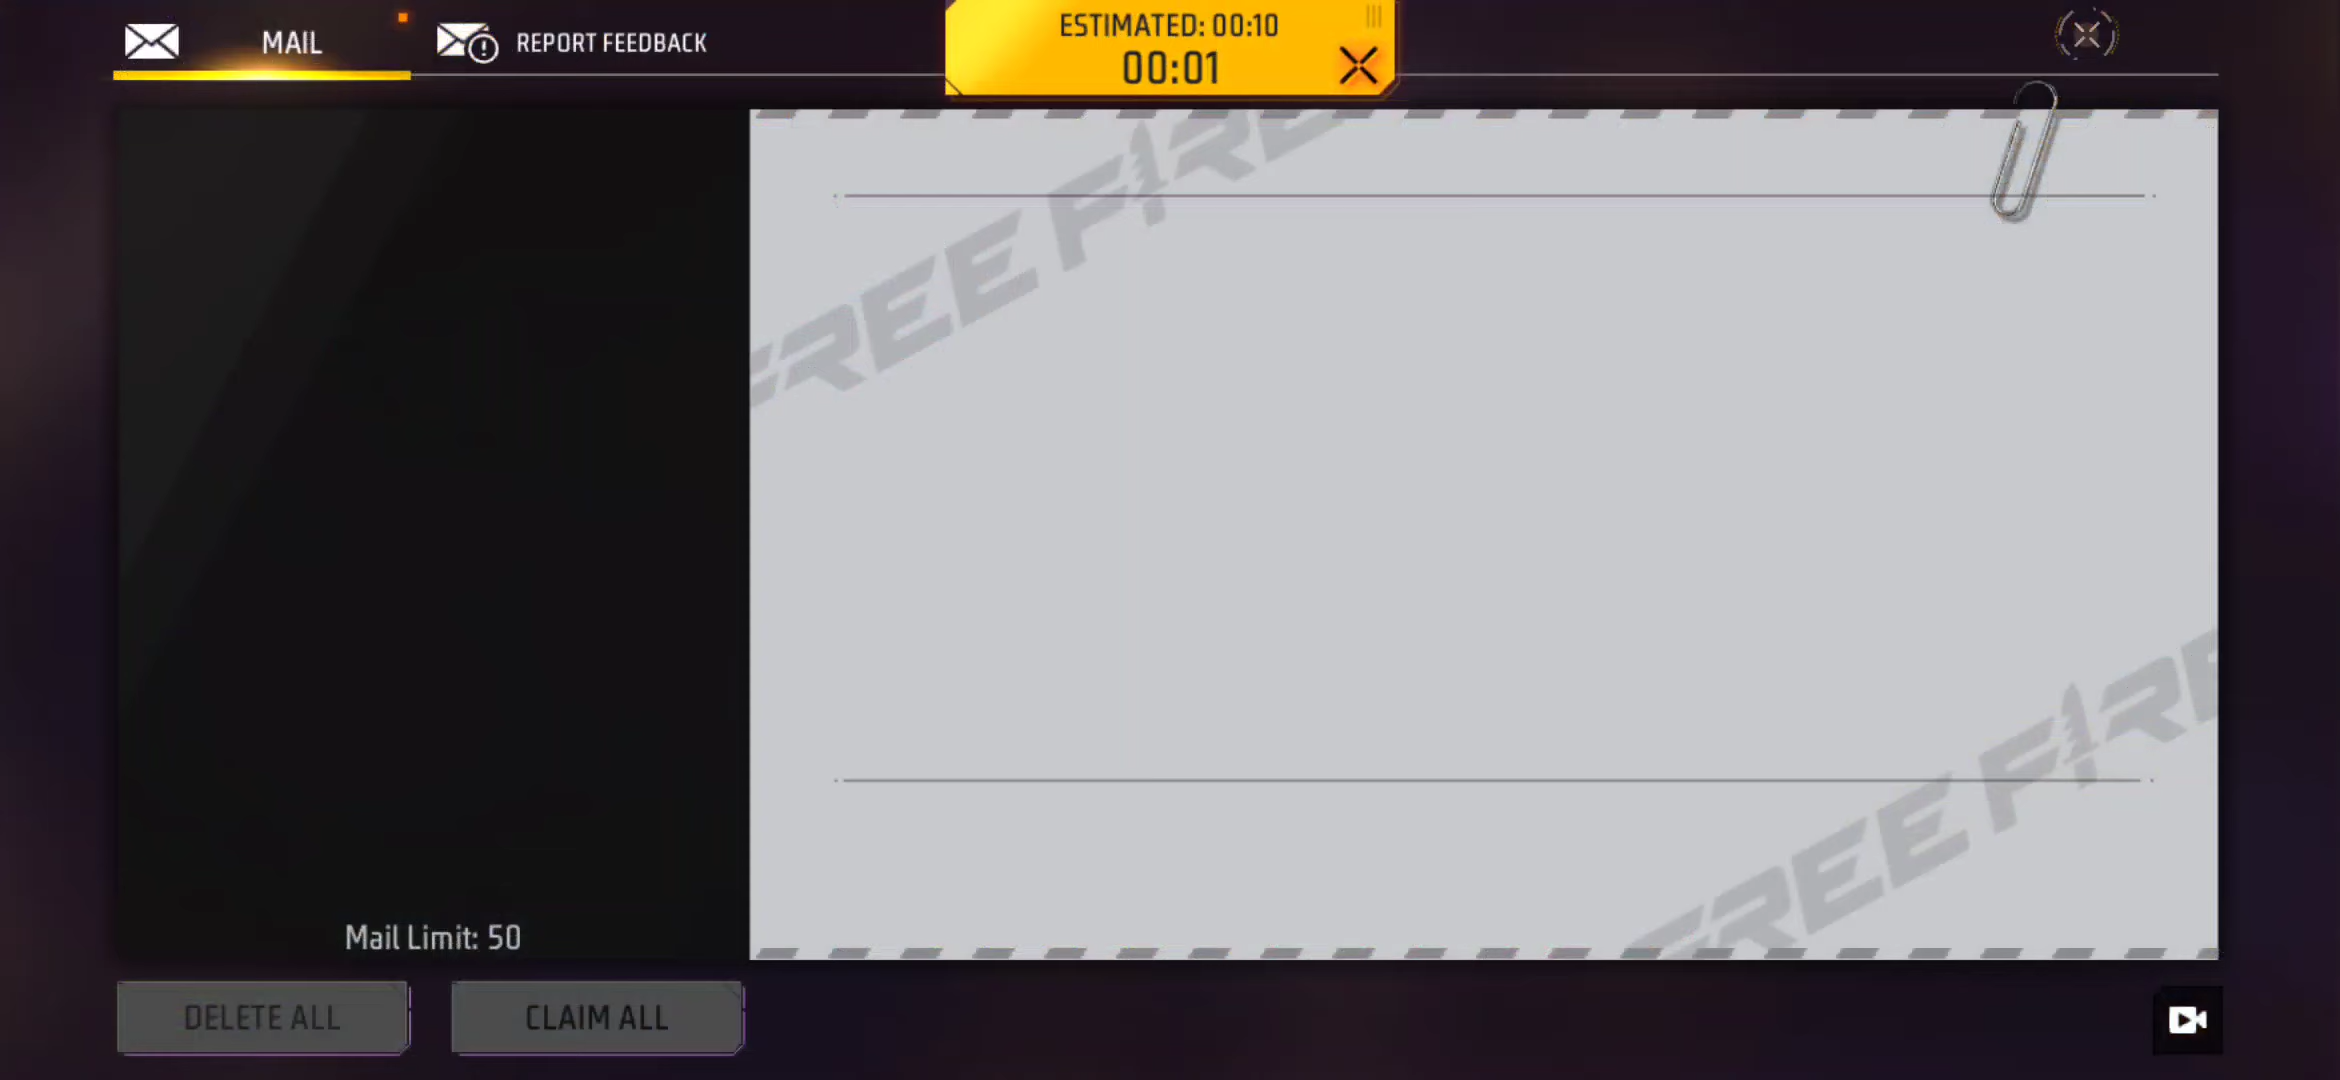 MAIL
REPORT FEEDBACK
ESTIMATED: 00:10
00:01
FREE FIRE
FREE FIRE
Mail Limit: 50
DELETE ALL
CLAIM ALL